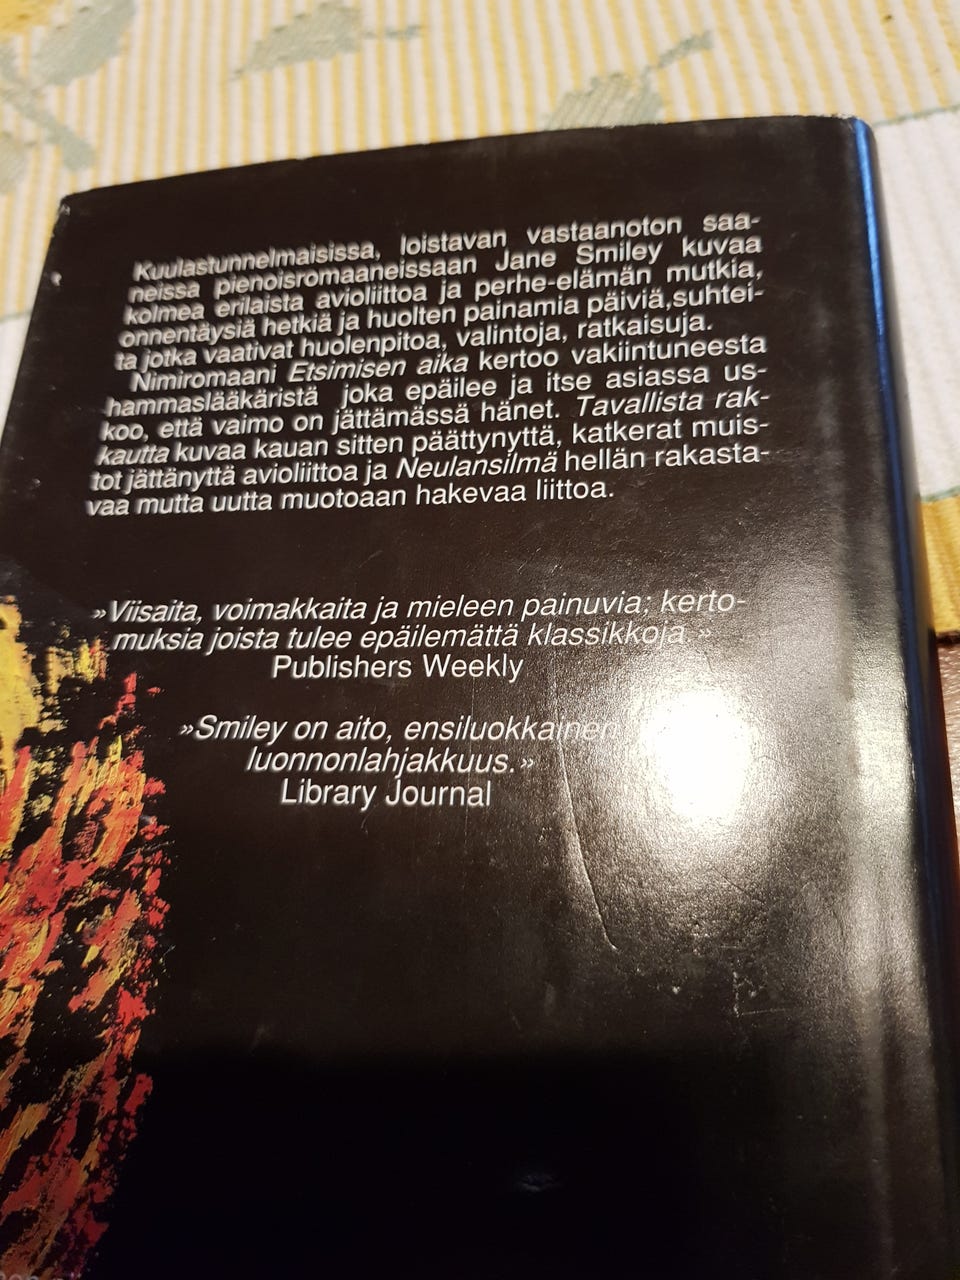 Kuulastunnelmaisissa, loistavan vastaanoton saa-
neissa pienoisromaaneissaan Jane Smiley kuvaa
kolmea erilaista avioliittoa ja perhe-elämän mutkia,
onnentäysiä hetkiä ja huolten painamia päiviä,suhtei-
ta jotka vaativat huolenpitoa, valintoja, ratkaisuja.
Nimiromaani Etsimisen aika kertoo vakiintuneesta
hammaslääkäristä joka epäilee ja itse asiassa us-
koo, että vaimo on jättämässä hänet. Tavallista rak-
kautta kuvaa kauan sitten päättynyttä, katkerat muis-
tot jättänyttä avioliittoa ja Neulansilmä hellän rakasta-
vaa mutta uutta muotoaan hakevaa liittoa.
»Viisaita, voimakkaita ja mieleen painuvia; kerto-
muksia joista tulee epäilemättä klassikkoja.»
Publishers Weekly
»Smiley on aito, ensiluokkainen
luonnonlahjakkuus.»
Library Journal